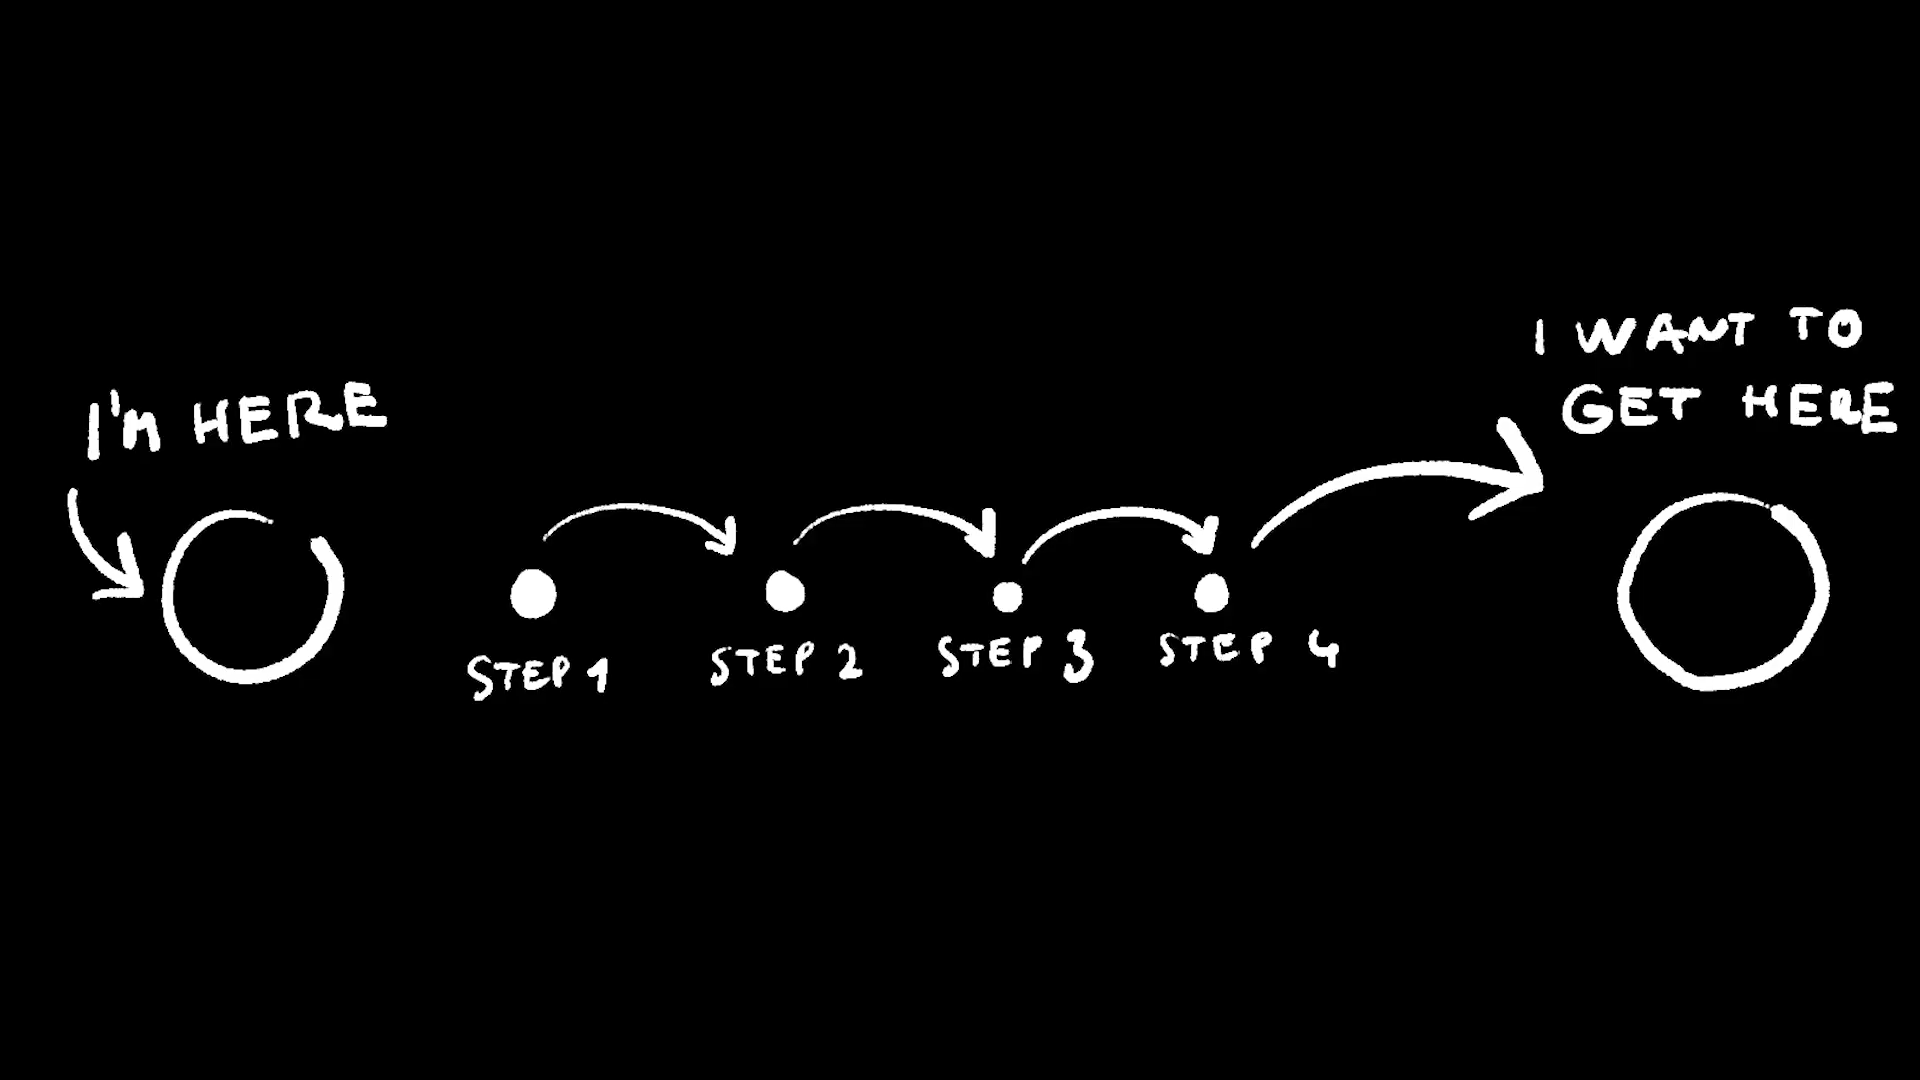 I'M HERE
I WANT TO
GET HERE
STEP 1
STEP 2
STEP 3
STEP 4